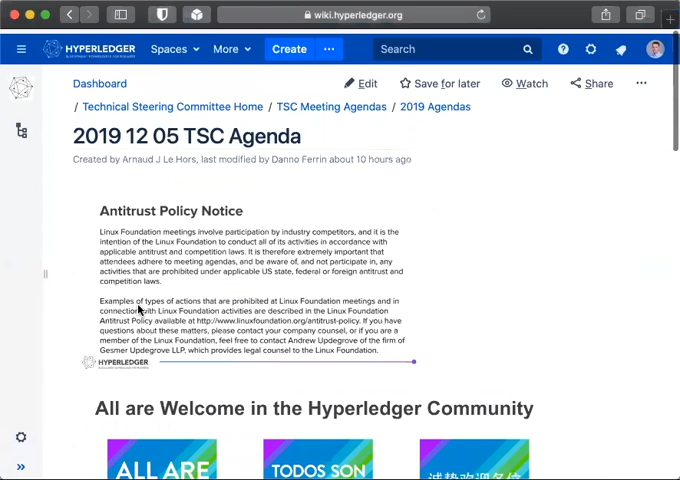 wiki.hyperledger.org
HYPERLEDGER Spaces More Create ··· Search
Dashboard Edit Save for later Watch Share ···
/ Technical Steering Committee Home / TSC Meeting Agendas / 2019 Agendas
2019 12 05 TSC Agenda
Created by Arnaud J Le Hors, last modified by Danno Ferrin about 10 hours ago
Antitrust Policy Notice
Linux Foundation meetings involve participation by industry competitors, and it is the
intention of the Linux Foundation to conduct all of its activities in accordance with
applicable antitrust and competition laws. It is therefore extremely important that
attendees adhere to meeting agendas, and be aware of, and not participate in, any
activities that are prohibited under applicable US state, federal or foreign antitrust and
competition laws.
Examples of types of actions that are prohibited at Linux Foundation meetings and in
connection with Linux Foundation activities are described in the Linux Foundation
Antitrust Policy available at http://www.linuxfoundation.org/antitrust-policy. If you have
questions about these matters, please contact your company counsel, or if you are a
member of the Linux Foundation, feel free to contact Andrew Updegrove of the firm of
Gesmer Updegrove LLP, which provides legal counsel to the Linux Foundation.
HYPERLEDGER
All are Welcome in the Hyperledger Community
ALL ARE TODOS SON 诚挚欢迎各位